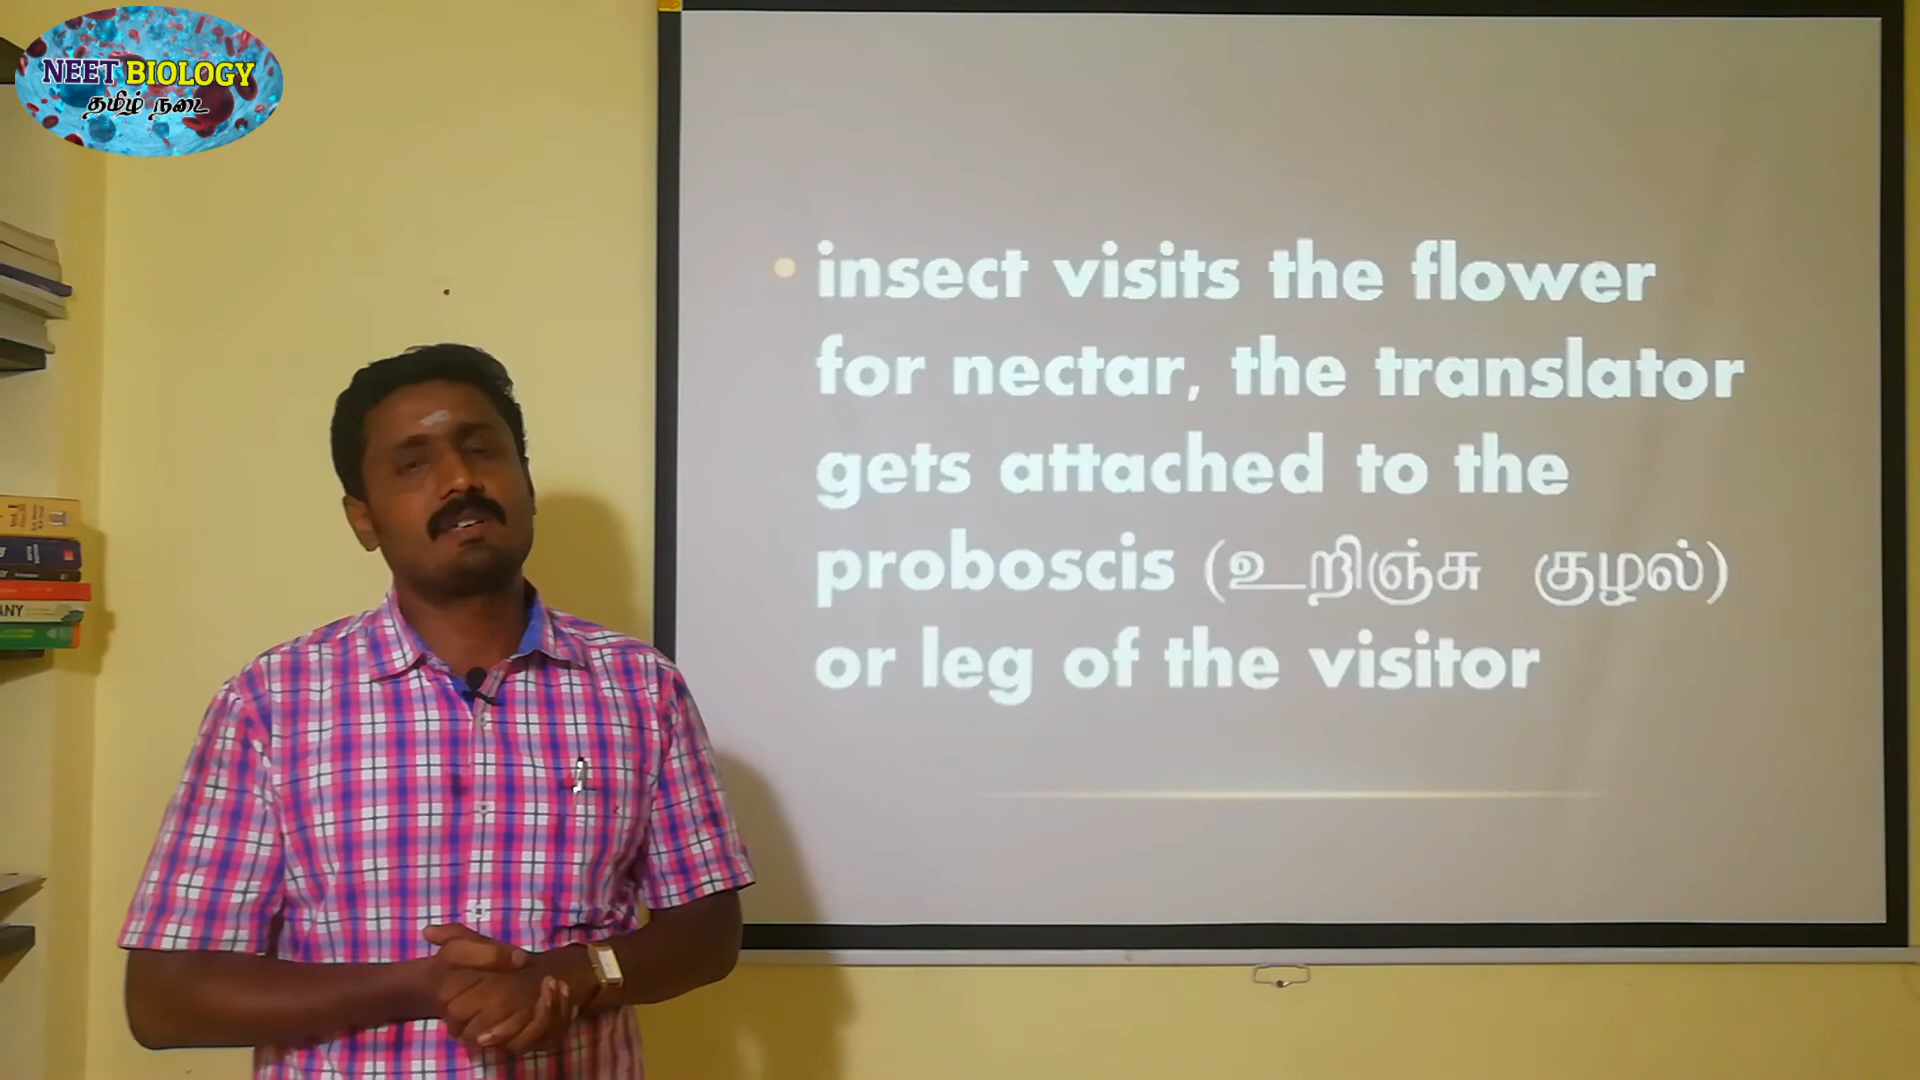 NEET BIOLOGY
தமிழ் நடை
insect visits the flower
for nectar, the translator
gets attached to the
proboscis (உறிஞ்சு குழல்)
or leg of the visitor
ANY